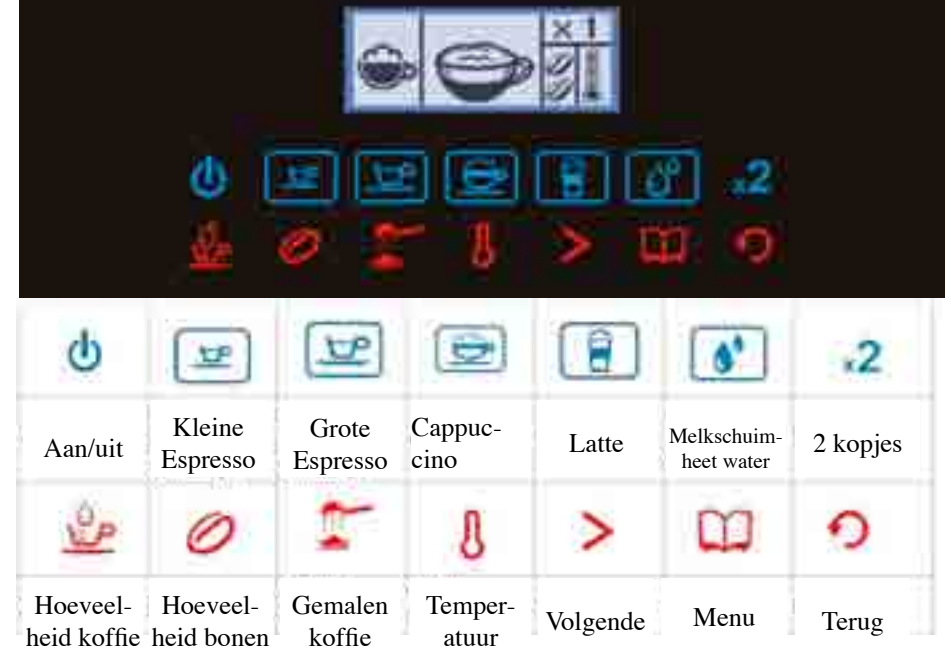 x 1
x2
x2
Aan/uit
Kleine
Espresso
Grote
Espresso
Cappuc-
cino
Latte
Melkschuim-
heet water
2 kopjes
Hoeveel-
heid koffie
Hoeveel-
heid bonen
Gemalen
koffie
Temper-
atuur
Volgende
Menu
Terug